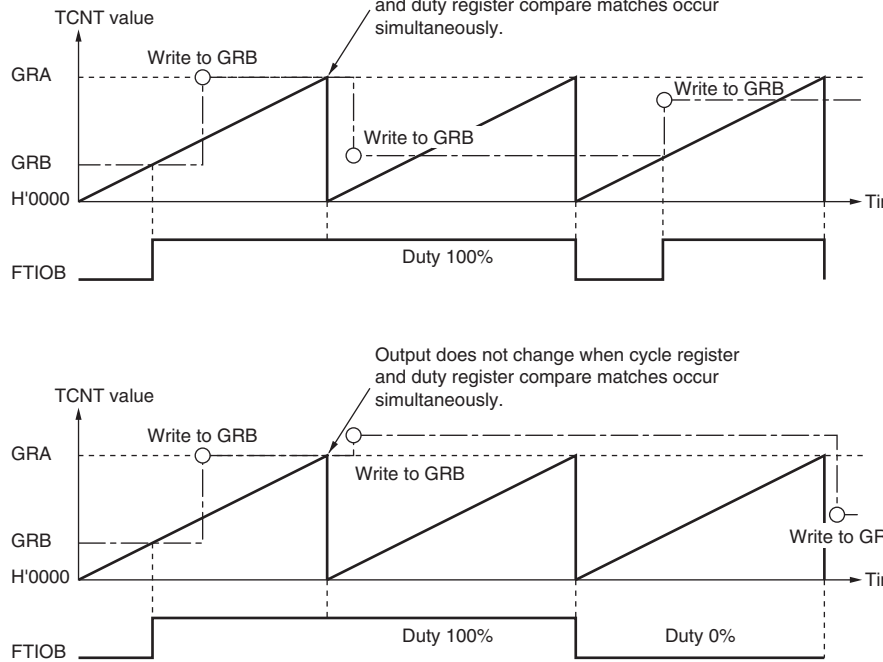 and duty register compare matches occur
simultaneously.
TCNT value
Write to GRB
GRA
Write to GRB
Write to GRB
GRB
H'0000
FTIOB
Duty 100%
Output does not change when cycle register
and duty register compare matches occur
simultaneously.
TCNT value
Write to GRB
GRA
Write to GRB
GRB
Write to
H'0000
FTIOB
Duty 100%
Duty 0%